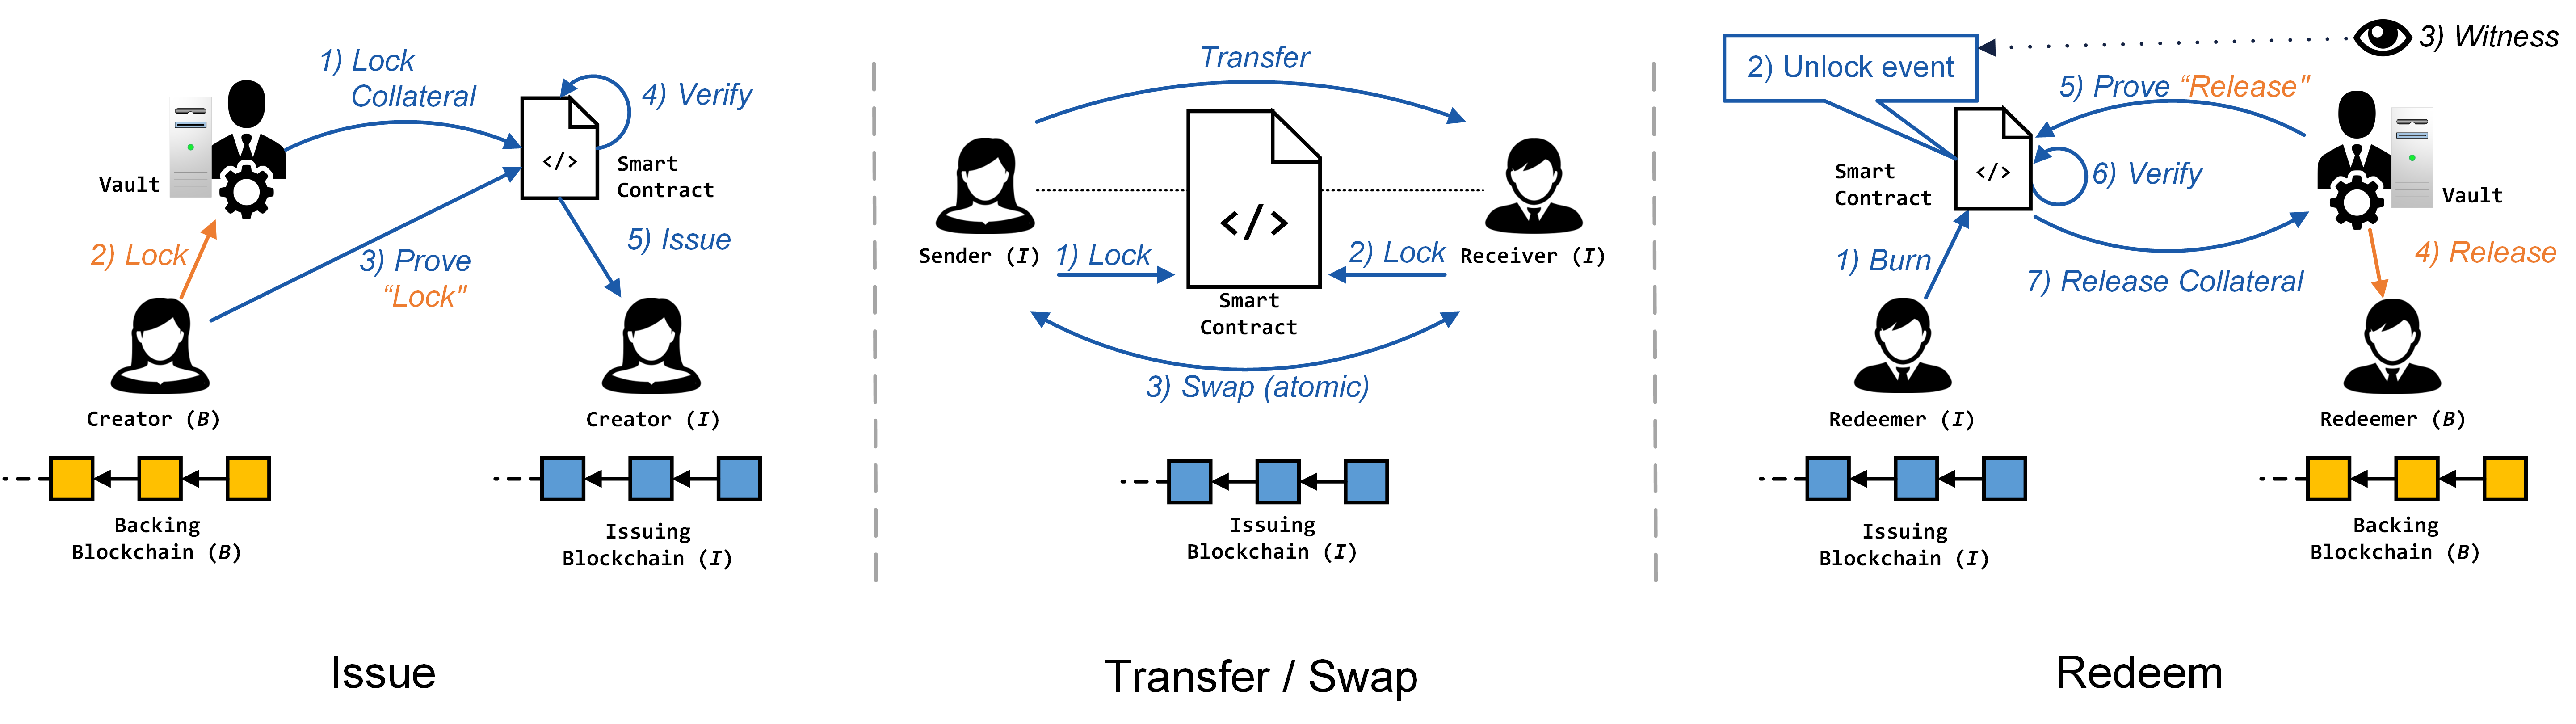 1) Lock
Collateral
4) Verify
</>
Smart
Contract
Vault
2) Lock
3) Prove
“Lock"
5) Issue
Creator (B)
Creator (I)
Backing
Blockchain (B)
Issuing
Blockchain (I)
Issue
Transfer
</>
Sender (I)
1) Lock
2) Lock
Receiver (I)
Smart
Contract
3) Swap (atomic)
Issuing
Blockchain (I)
Transfer / Swap
3) Witness
2) Unlock event
5) Prove “Release"
Smart
Contract
</>
6) Verify
Vault
1) Burn
7) Release Collateral
4) Release
Redeemer (I)
Redeemer (B)
Issuing
Blockchain (I)
Backing
Blockchain (B)
Redeem